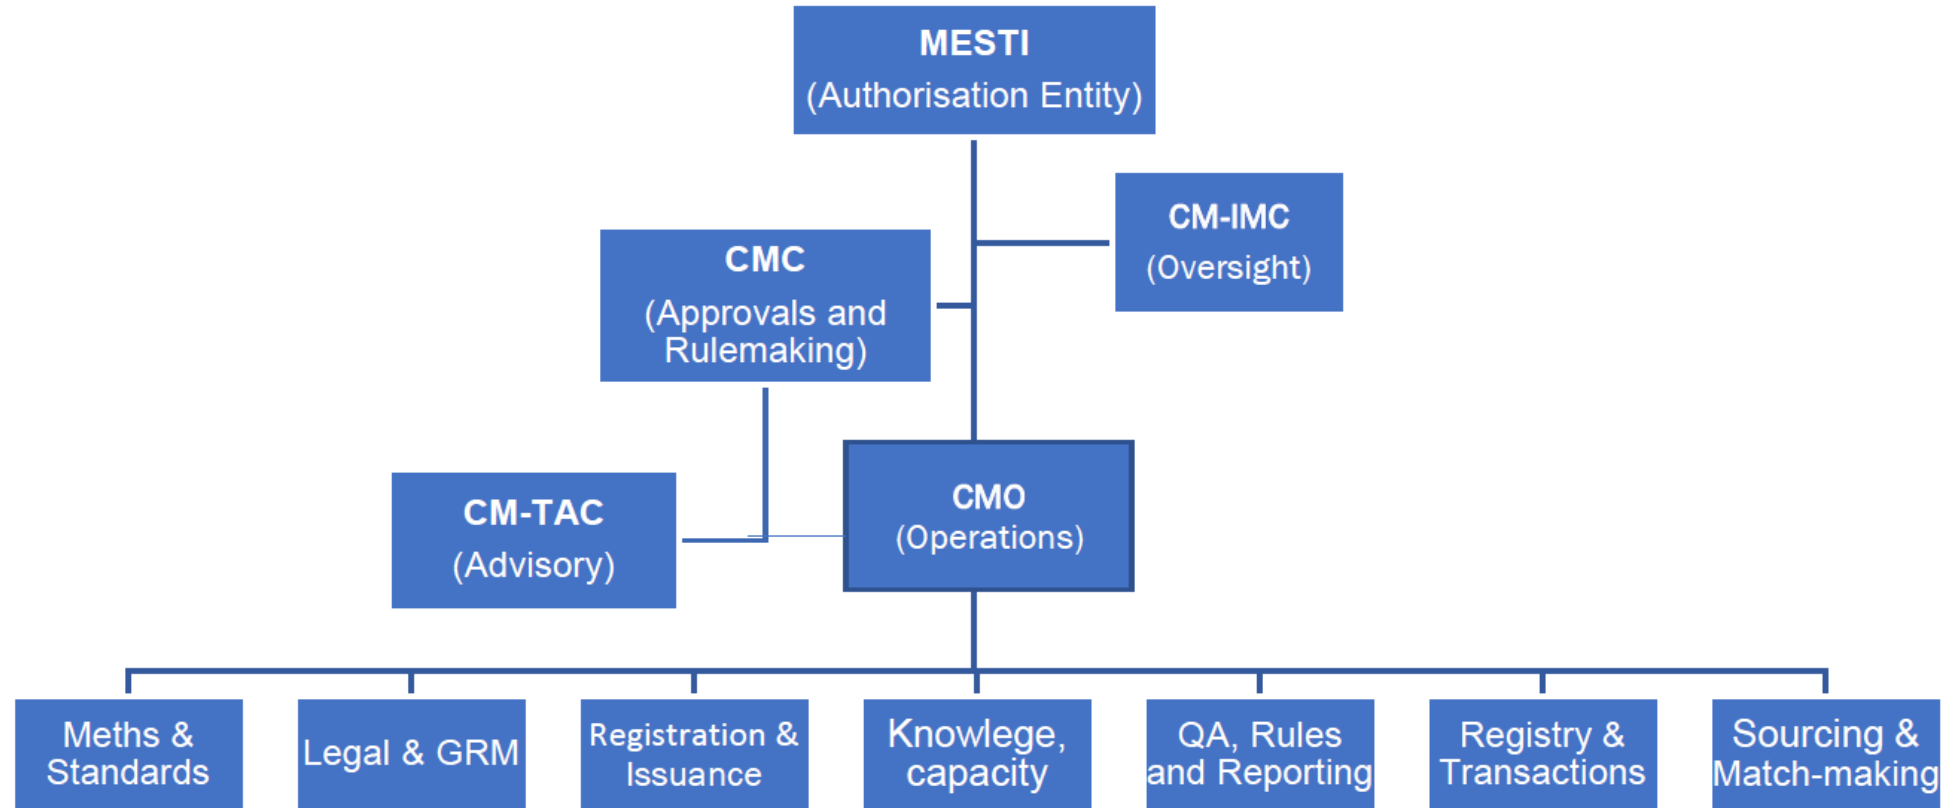 MESTI
(Authorisation Entity)
CM-IMC
(Oversight)
CMC
(Approvals and
Rulemaking)
CM-TAC
(Advisory)
CMO
(Operations)
Meths &
Standards
Legal & GRM
Registration &
Issuance
Knowlege,
capacity
QA, Rules
and Reporting
Registry &
Transactions
Sourcing &
Match-making